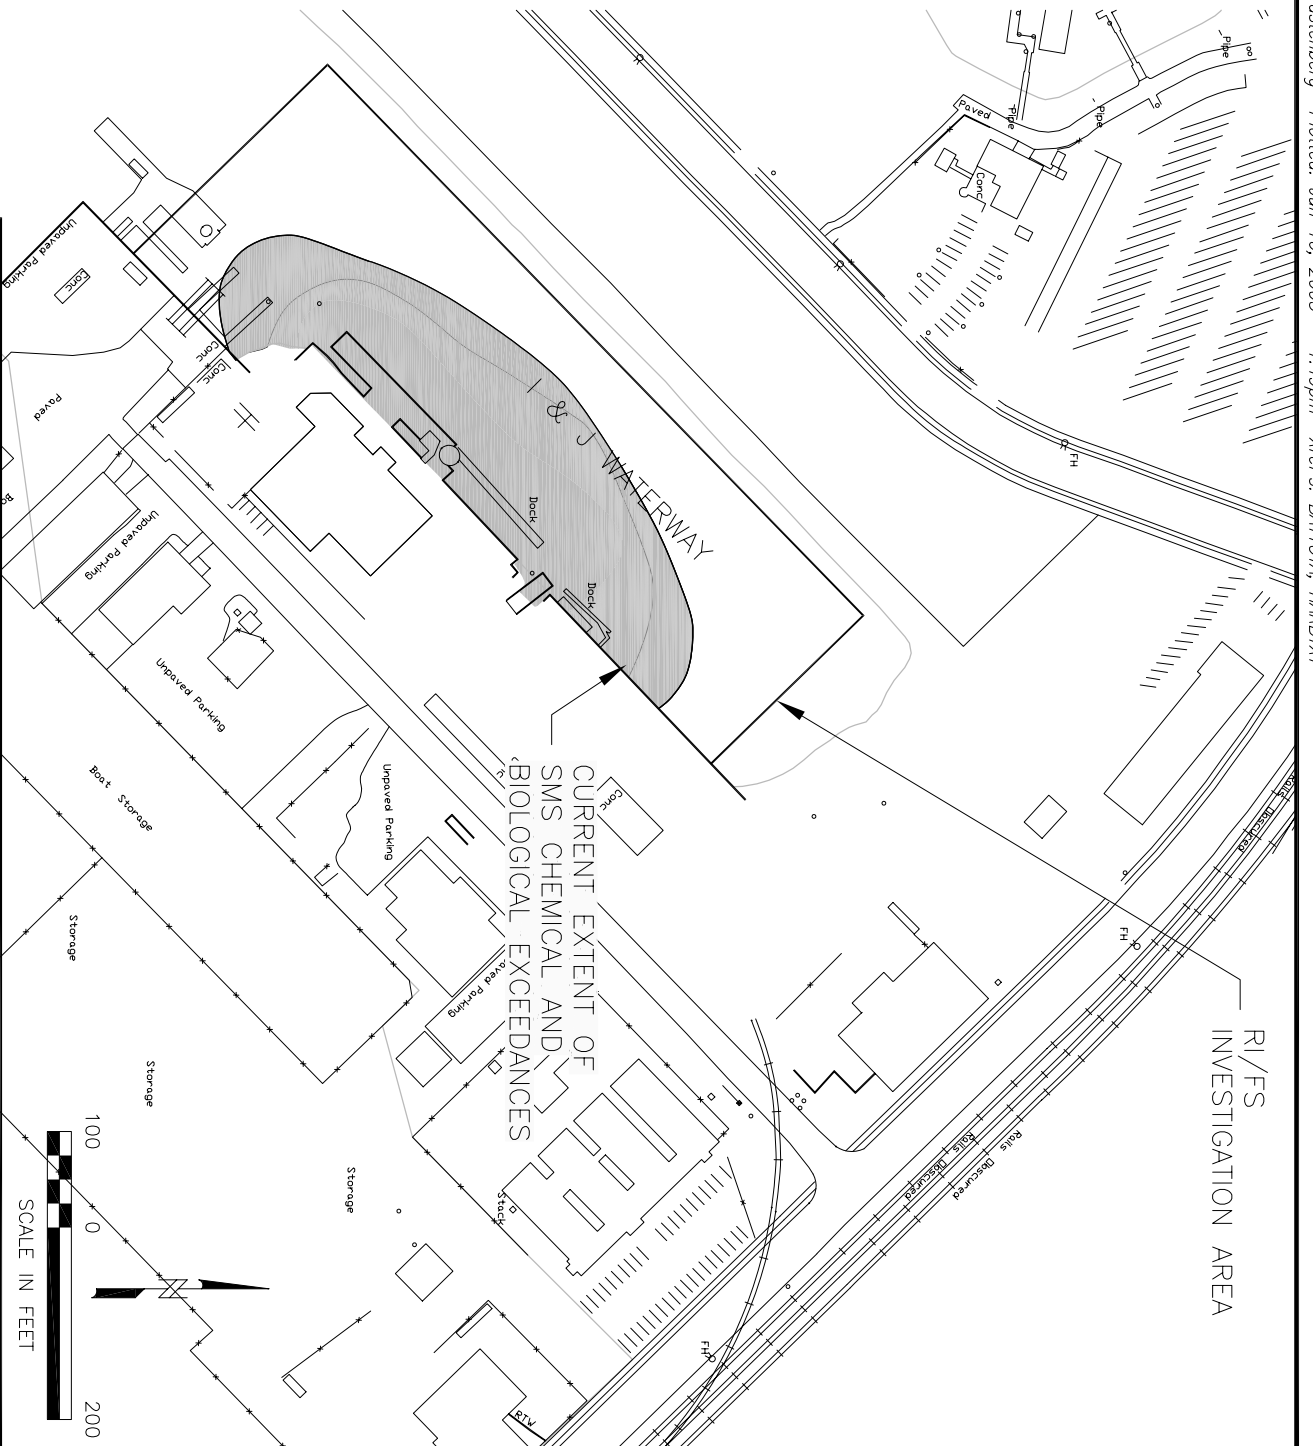 RI/FS
INVESTIGATION AREA
CURRENT EXTENT OF
SMS CHEMICAL AND
BIOLOGICAL EXCEEDANCES
I & J WATERWAY
Dock
Dock
Pipe
Pipe
Pipe
Paved
Conc
FH
Rails
Obscured
FH
Rails
Obscured
Rails
Obscured
FH
RTW
Unpaved Parking
Conc
Conc
Conc
Paved
Unpaved Parking
Unpaved Parking
Unpaved Parking
Conc
Boat Storage
Storage
Storage
Storage
Stack
N
100
0
200
SCALE IN FEET